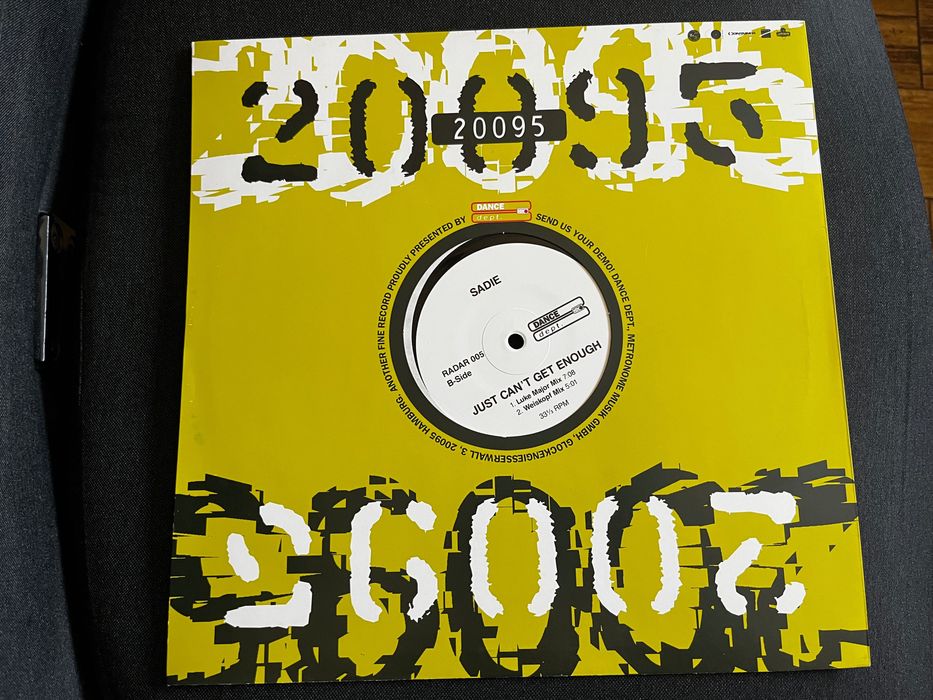 20095
20095
DANCE
dept.
ANOTHER FINE RECORD PROUDLY PRESENTED BY
SEND US YOUR DEMO! DANCE DEPT., METRONOME MUSIK GMBH, GLOCKENGIESSERWALL 3, 20095 HAMBURG.
SADIE
DANCE
dept.
RADAR 005
B-Side
JUST CAN'T GET ENOUGH
1. Luke Major Mix 7:08
2. Weiskopf Mix 5:01
33⅓ RPM
20095